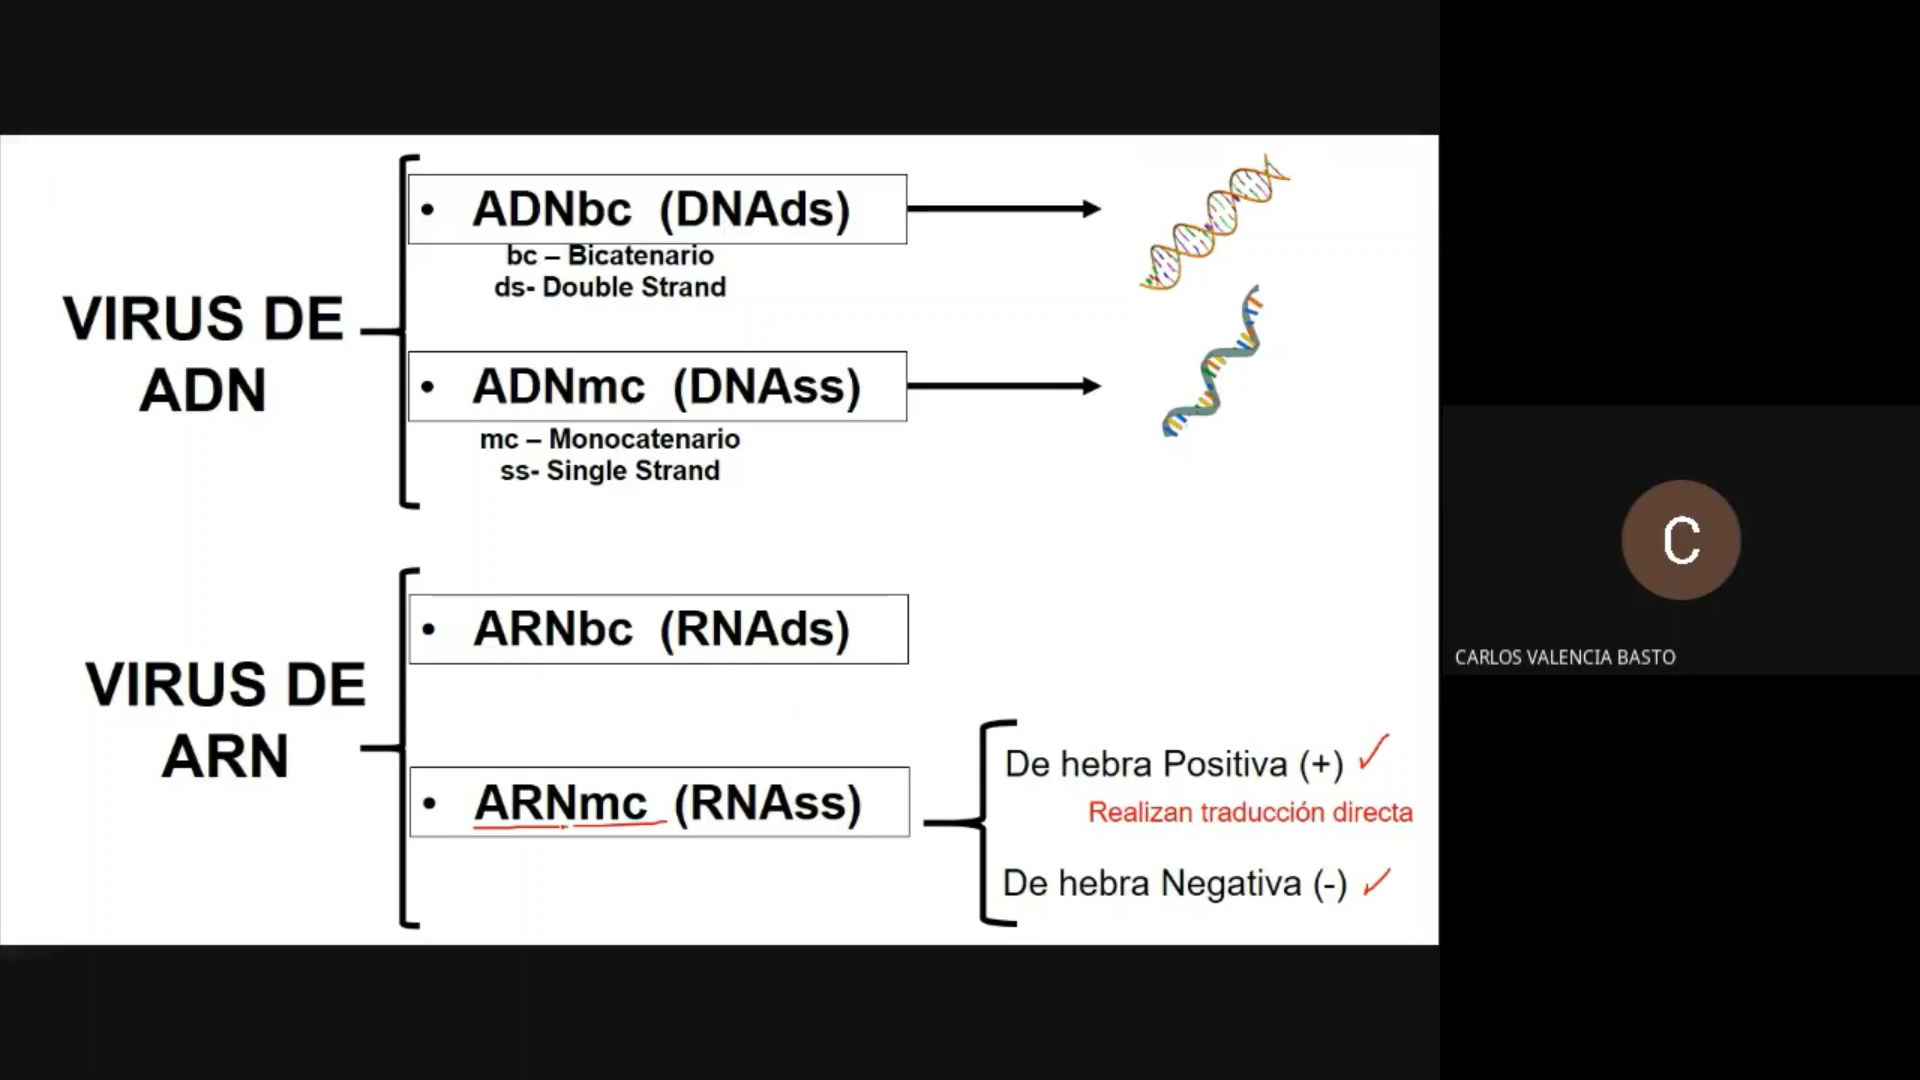 VIRUS DE
ADN
• ADNbc (DNAds)
bc – Bicatenario
ds- Double Strand
• ADNmc (DNAss)
mc – Monocatenario
ss- Single Strand
VIRUS DE
ARN
• ARNbc (RNAds)
• ARNmc (RNAss)
De hebra Positiva (+)
Realizan traducción directa
De hebra Negativa (-)
C
CARLOS VALENCIA BASTO